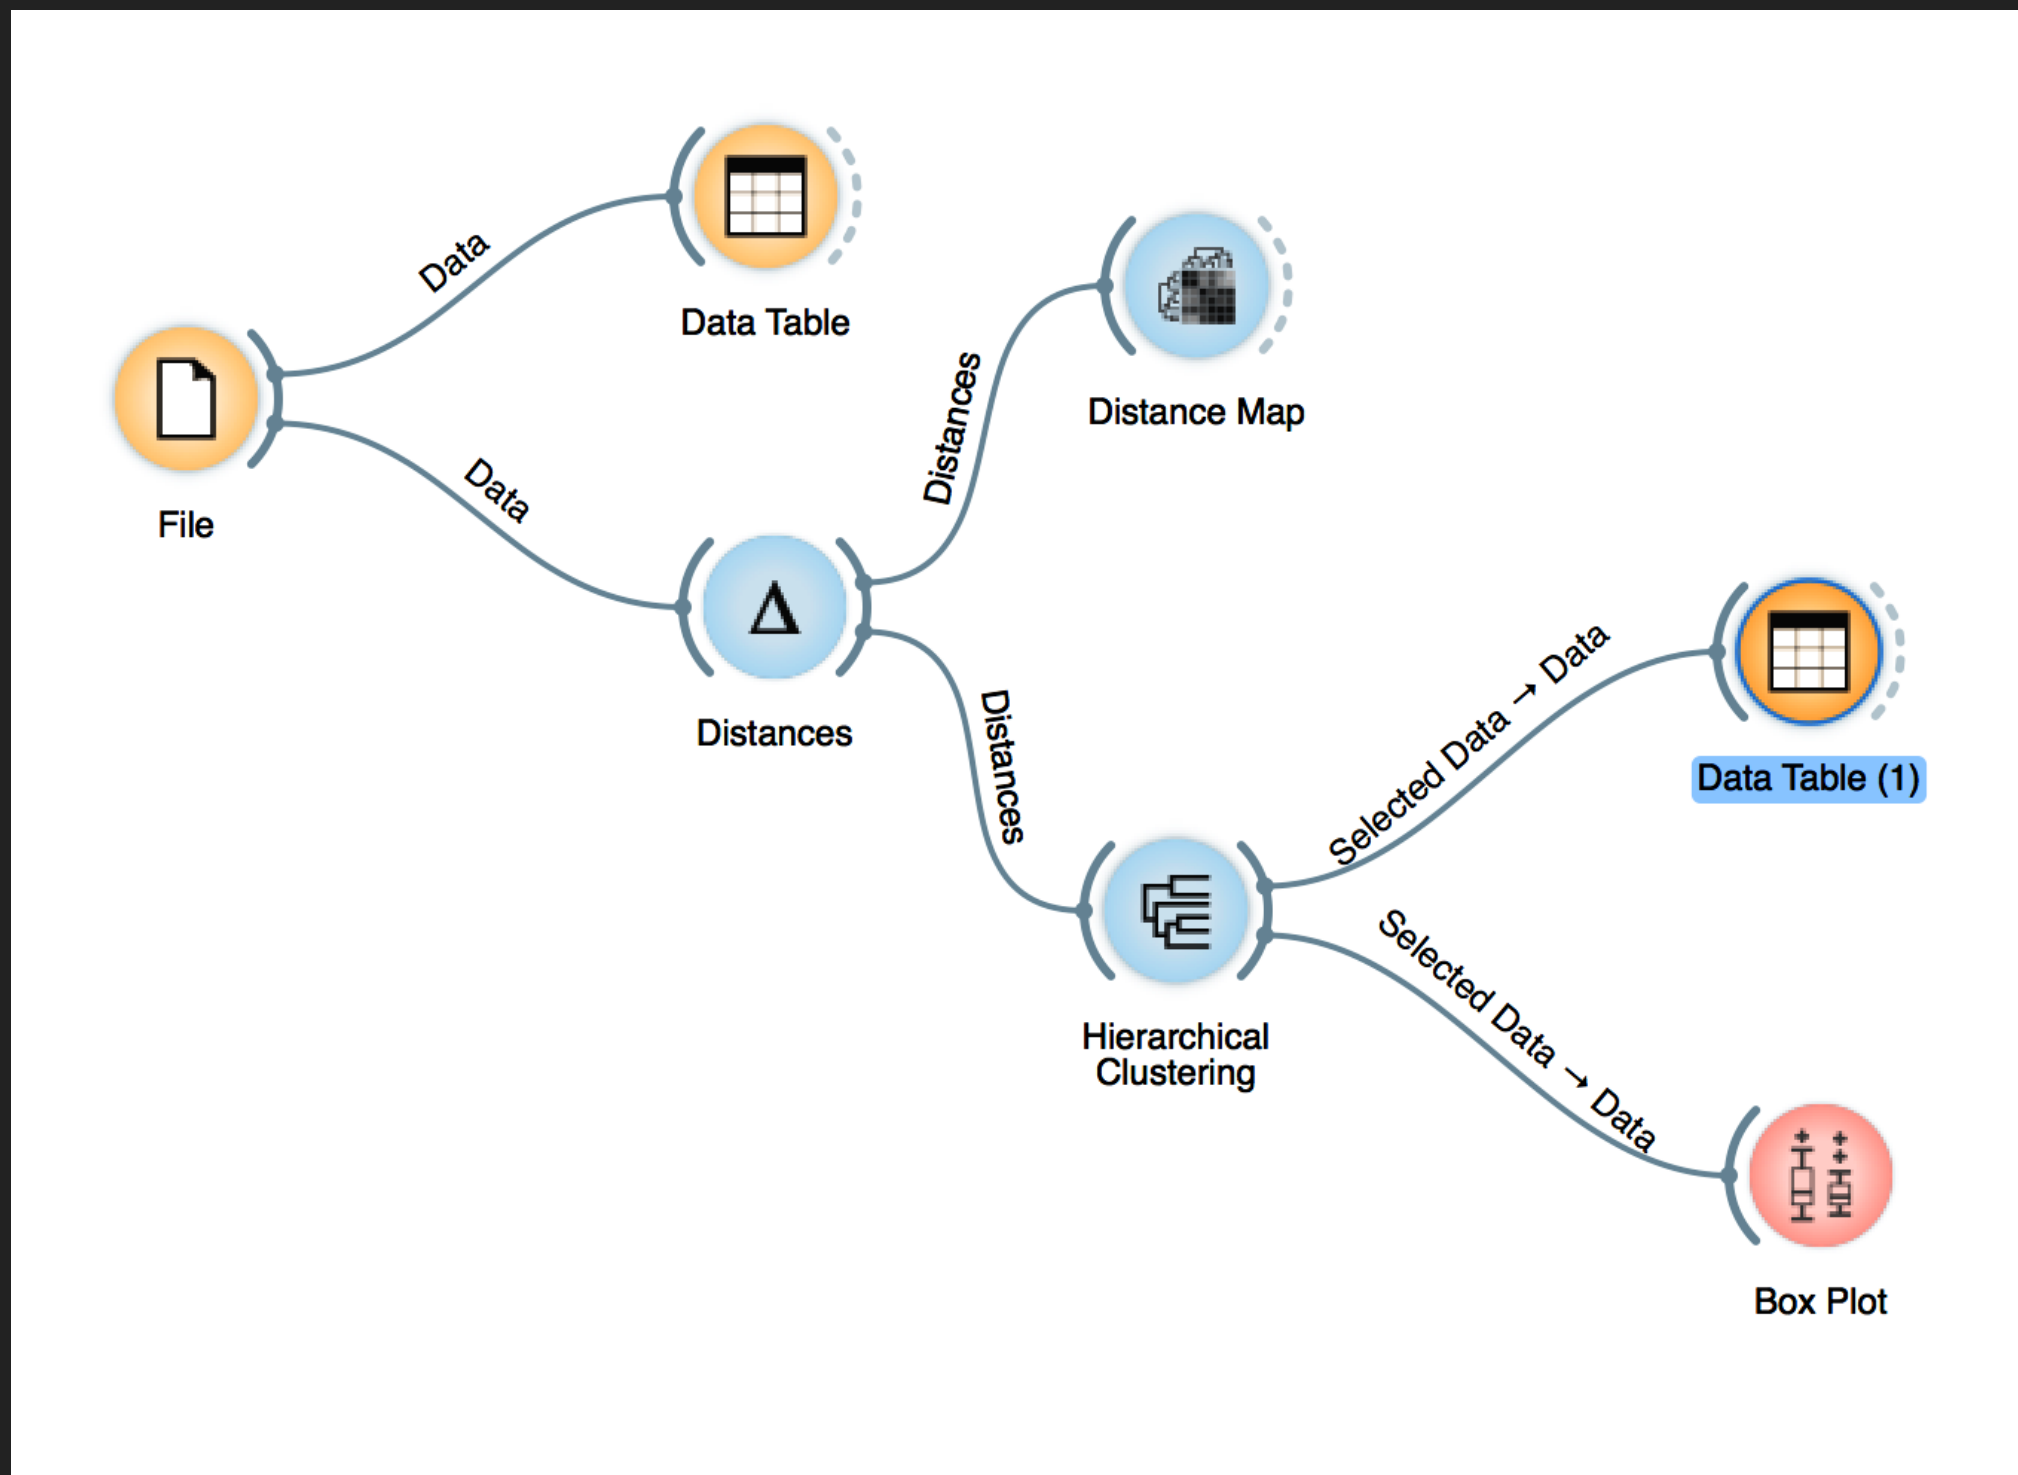 Data
Data Table
File
Data
Distances
Distance Map
Distances
Distances
Selected Data → Data
Data Table (1)
Hierarchical
Clustering
Selected Data → Data
Box Plot